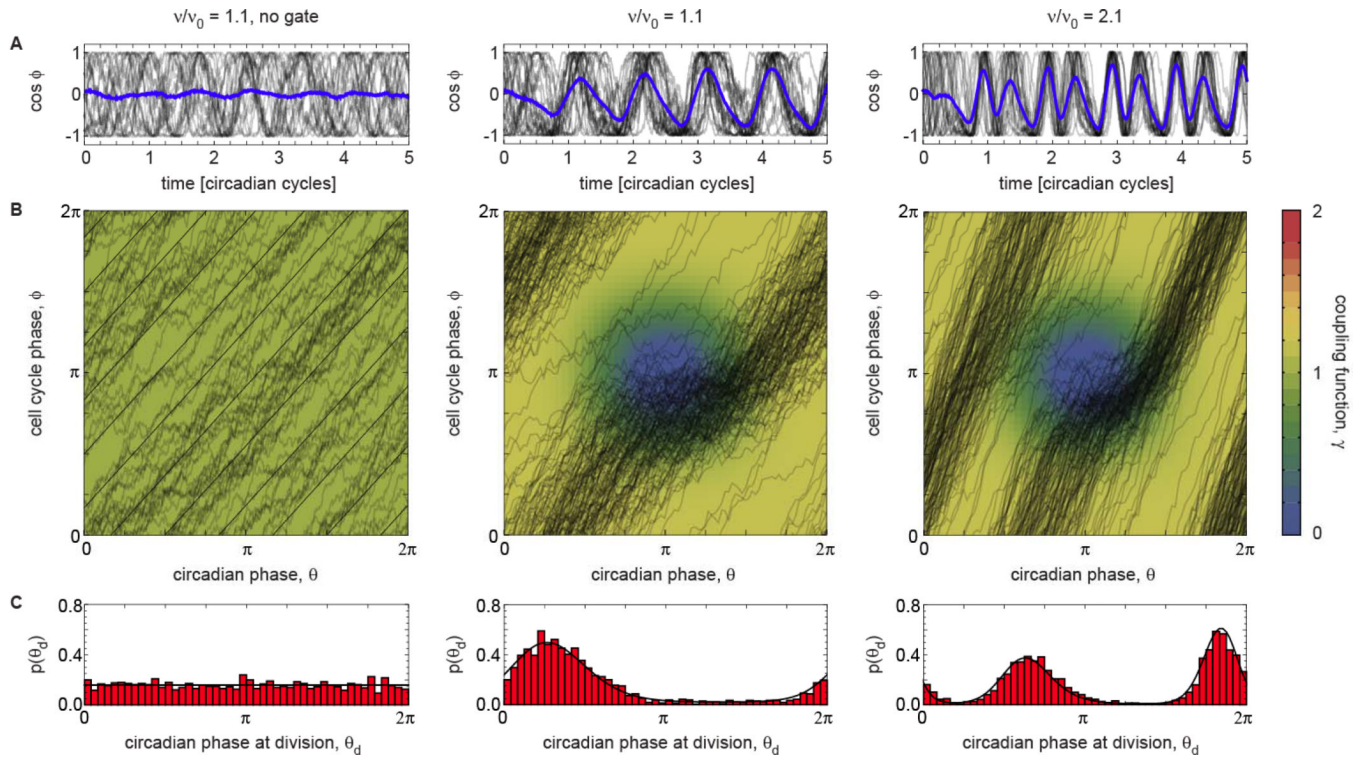 ν/ν₀ = 1.1, no gate
ν/ν₀ = 1.1
ν/ν₀ = 2.1
A
cos ϕ
1
0
-1
0 1 2 3 4 5
time [circadian cycles]
cos ϕ
1
0
-1
0 1 2 3 4 5
time [circadian cycles]
cos ϕ
1
0
-1
0 1 2 3 4 5
time [circadian cycles]
B
cell cycle phase, ϕ
2π
π
0
0 π 2π
circadian phase, θ
cell cycle phase, ϕ
2π
π
0
0 π 2π
circadian phase, θ
cell cycle phase, ϕ
2π
π
0
0 π 2π
circadian phase, θ
2
1
0
coupling function, γ
C
p(θd)
0.8
0.4
0.0
0 π 2π
circadian phase at division, θd
p(θd)
0.8
0.4
0.0
0 π 2π
circadian phase at division, θd
p(θd)
0.8
0.4
0.0
0 π 2π
circadian phase at division, θd